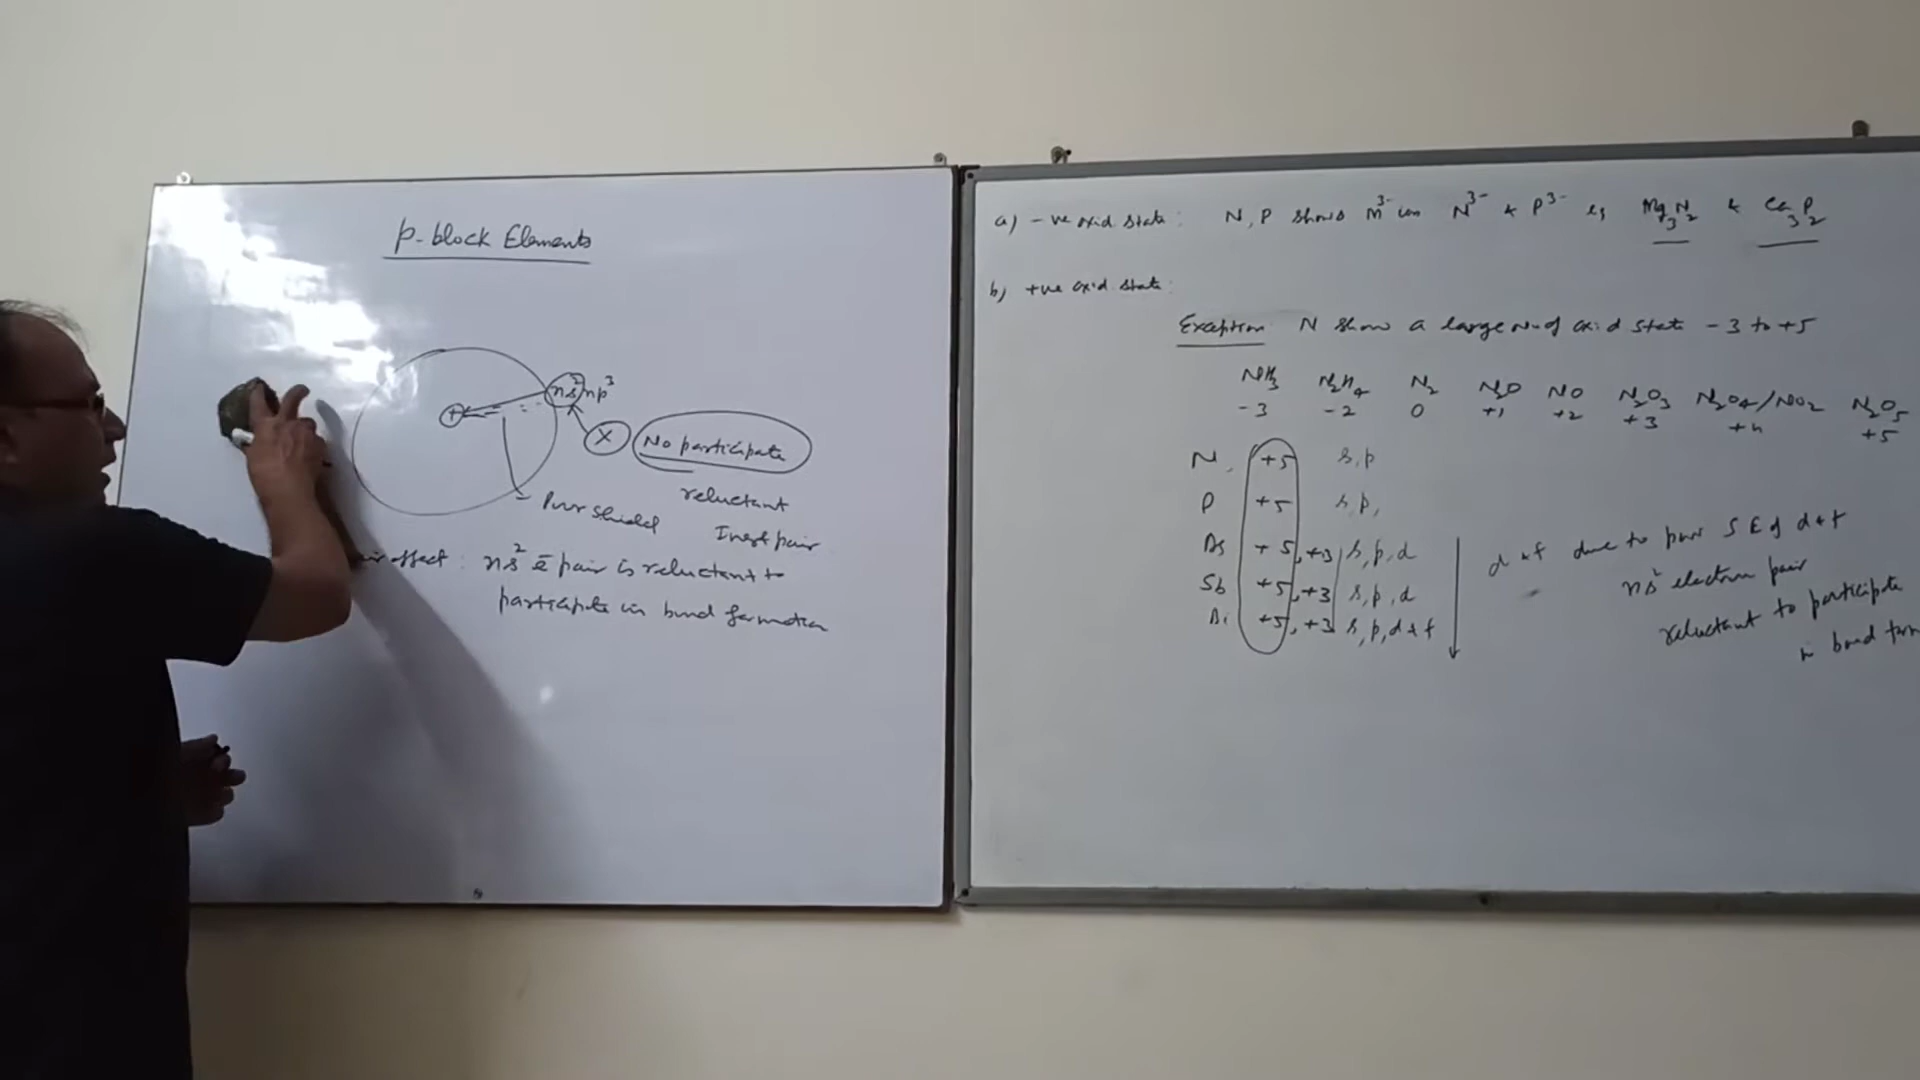 p-block Elements
+
ns² np³
X
No participate
reluctant
Poor shield
Inert pair
effect : ns² ē pair is reluctant to
participate in bond formation
a) -ve oxid state : N, P shows M³⁻ ion N³⁻ & P³⁻ eg Mg₃N₂ & Ca₃P₂
b) +ve oxid state :
Exception N show a large no of oxid state -3 to +5
NH₃ N₂H₄ N₂ N₂O NO N₂O₃ N₂O₄/NO₂ N₂O₅
-3 -2 0 +1 +2 +3 +4 +5
N, +5 s,p
P +5 s,p,
As +5, +3 s,p,d
Sb +5, +3 s,p,d
Bi +5, +3 s,p,d & f
d & f due to poor S E of d & f
ns² electron pair
reluctant to participate
in bond